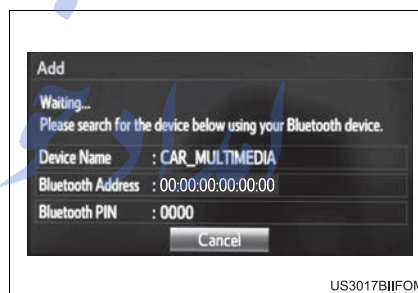 Add
Waiting...
Please search for the device below using your Bluetooth device.
Device Name : CAR_MULTIMEDIA
Bluetooth Address : 00:00:00:00:00:00
Bluetooth PIN : 0000
Cancel
امدادخودرو
US3017BIIFOM